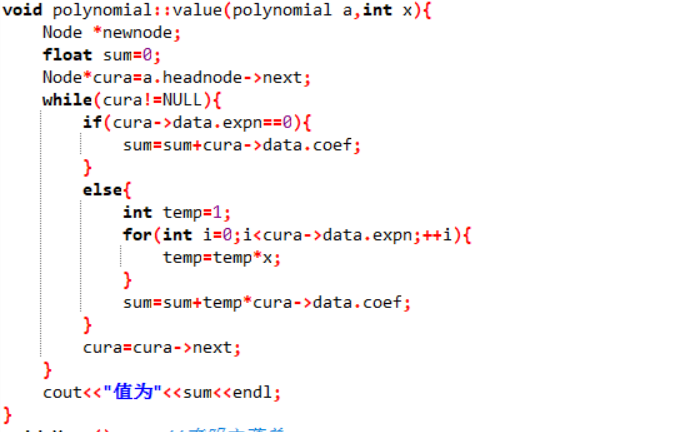 void polynomial::value(polynomial a,int x){
    Node *newnode;
    float sum=0;
    Node*cura=a.headnode->next;
    while(cura!=NULL){
        if(cura->data.expn==0){
            sum=sum+cura->data.coef;
        }
        else{
            int temp=1;
            for(int i=0;i<cura->data.expn;++i){
                temp=temp*x;
            }
            sum=sum+temp*cura->data.coef;
        }
        cura=cura->next;
    }
    cout<<"值为"<<sum<<endl;
}